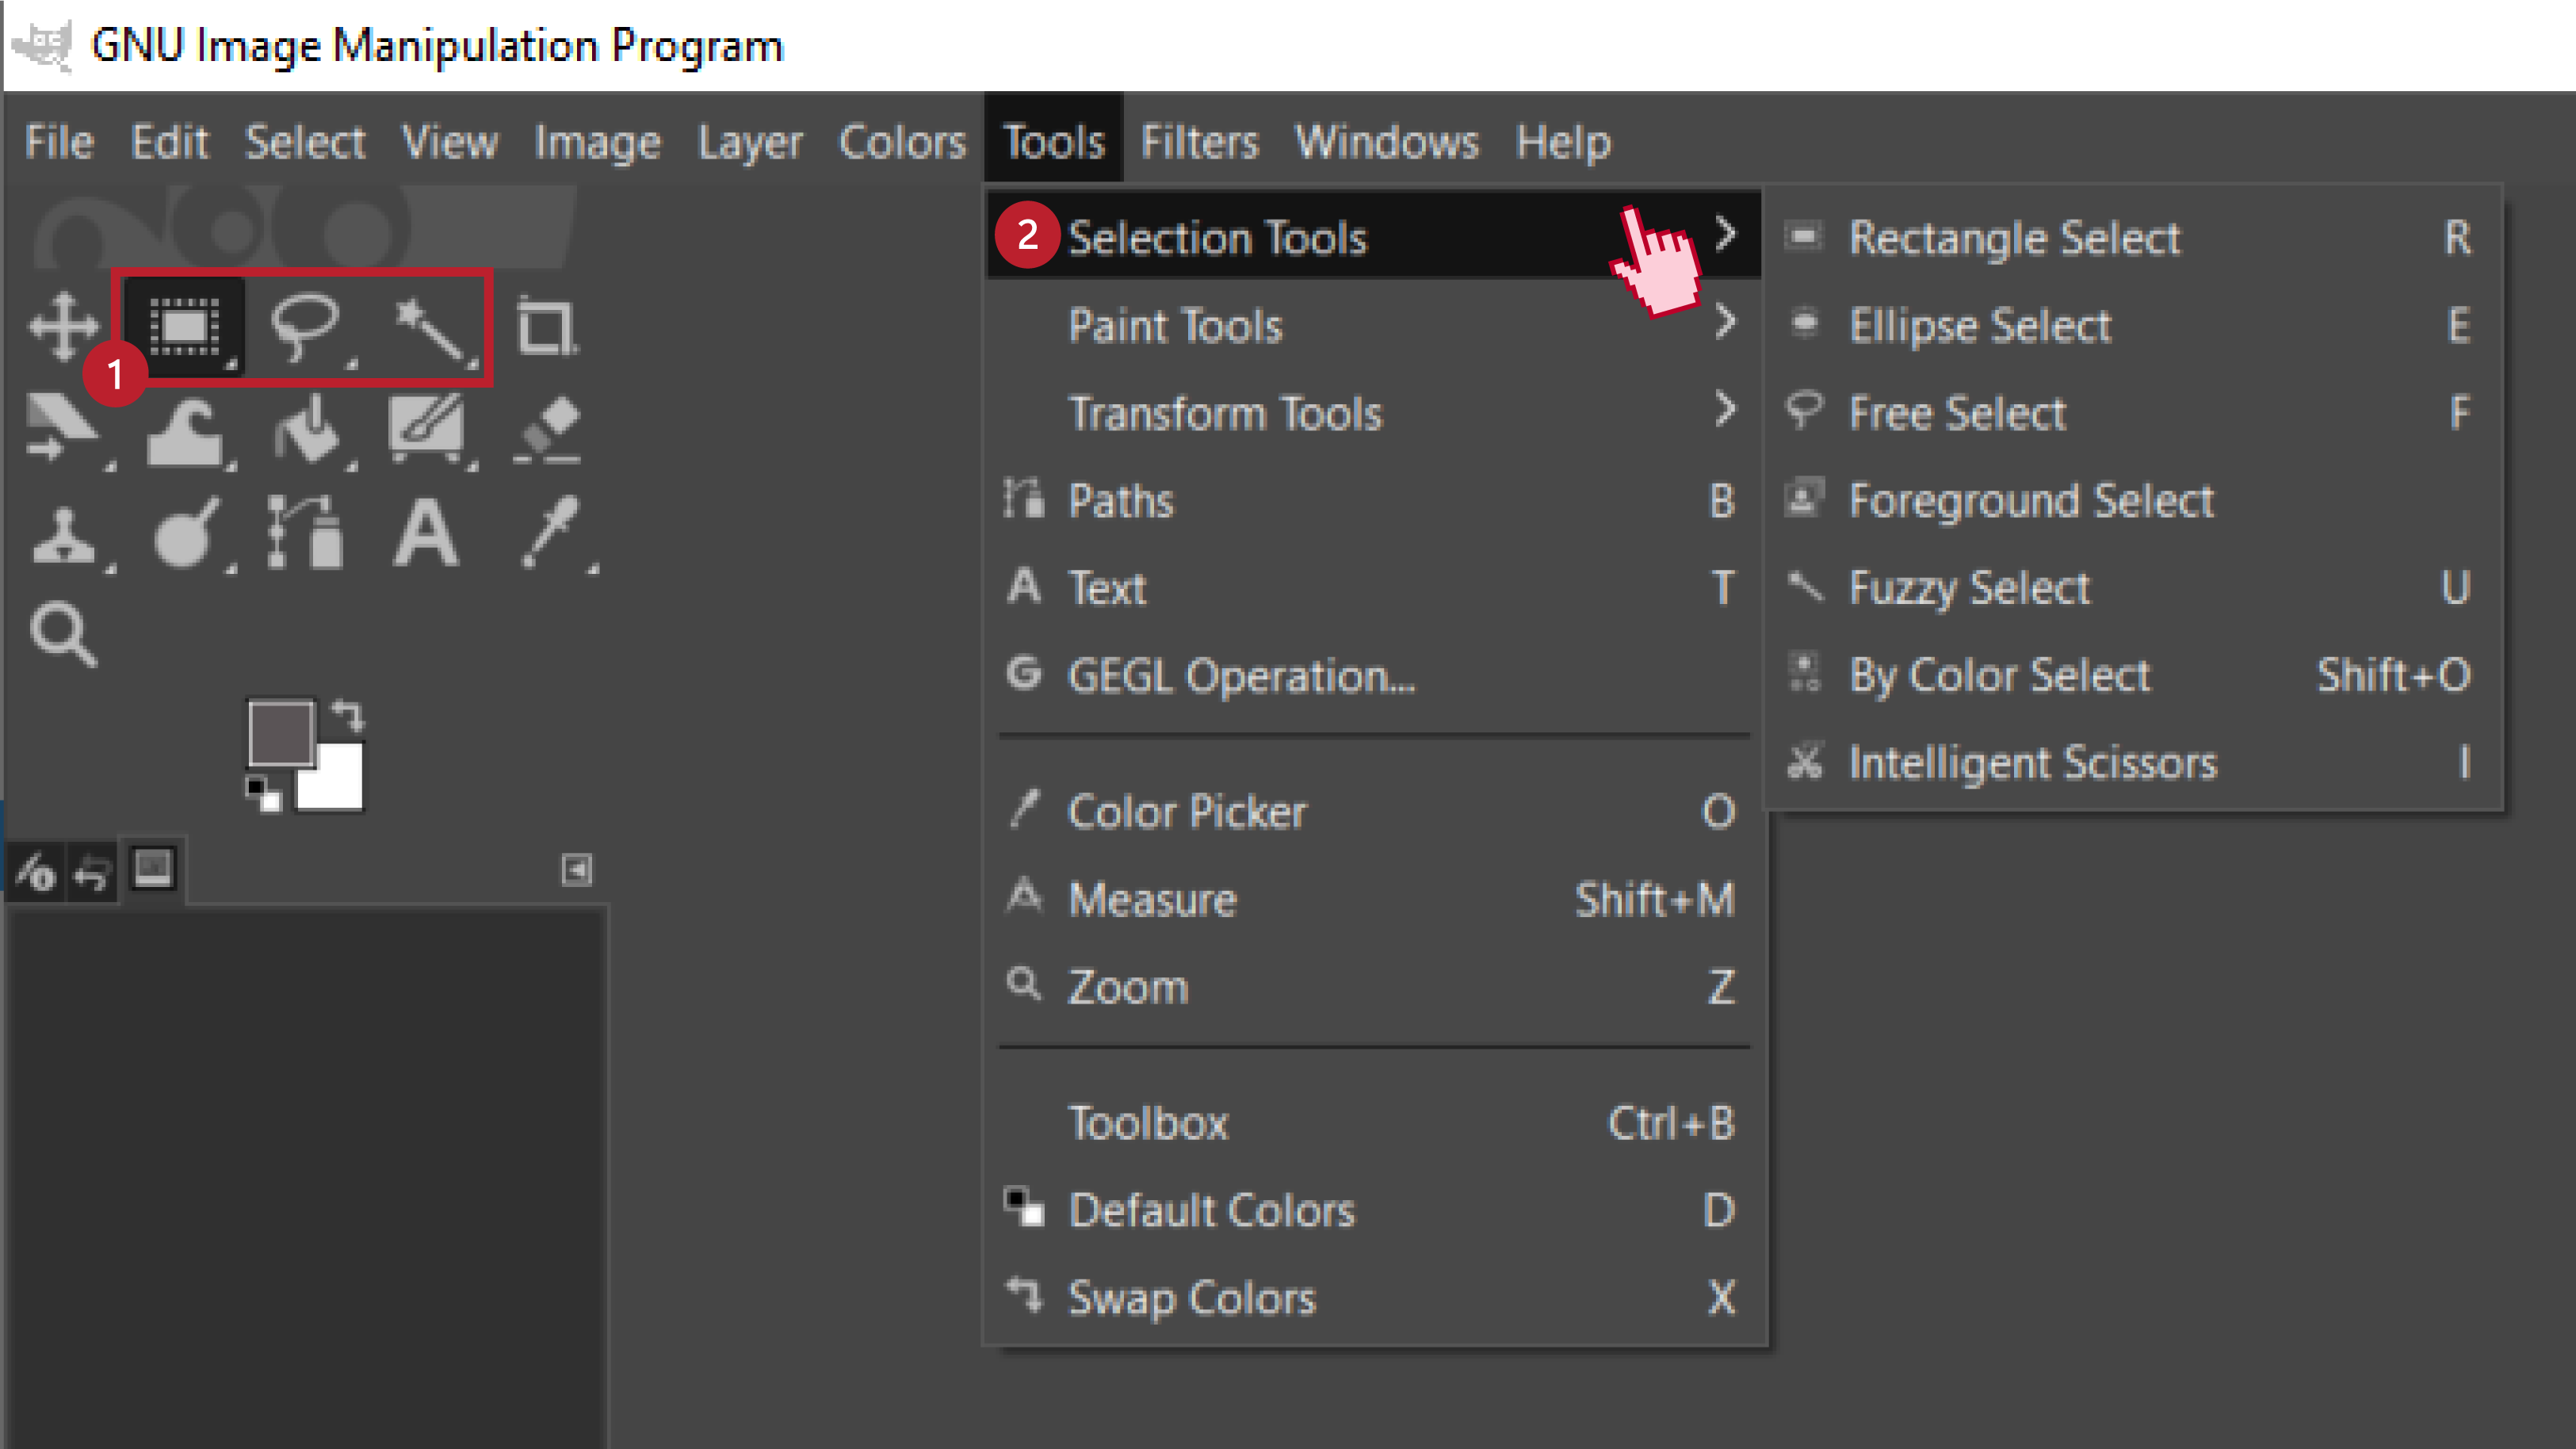 GNU Image Manipulation Program
File Edit Select View Image Layer Colors Tools Filters Windows Help
1
2 Selection Tools
Paint Tools
Transform Tools
Paths B
Text T
GEGL Operation...
Color Picker O
Measure Shift+M
Zoom Z
Toolbox Ctrl+B
Default Colors D
Swap Colors X
Rectangle Select R
Ellipse Select E
Free Select F
Foreground Select
Fuzzy Select U
By Color Select Shift+O
Intelligent Scissors I